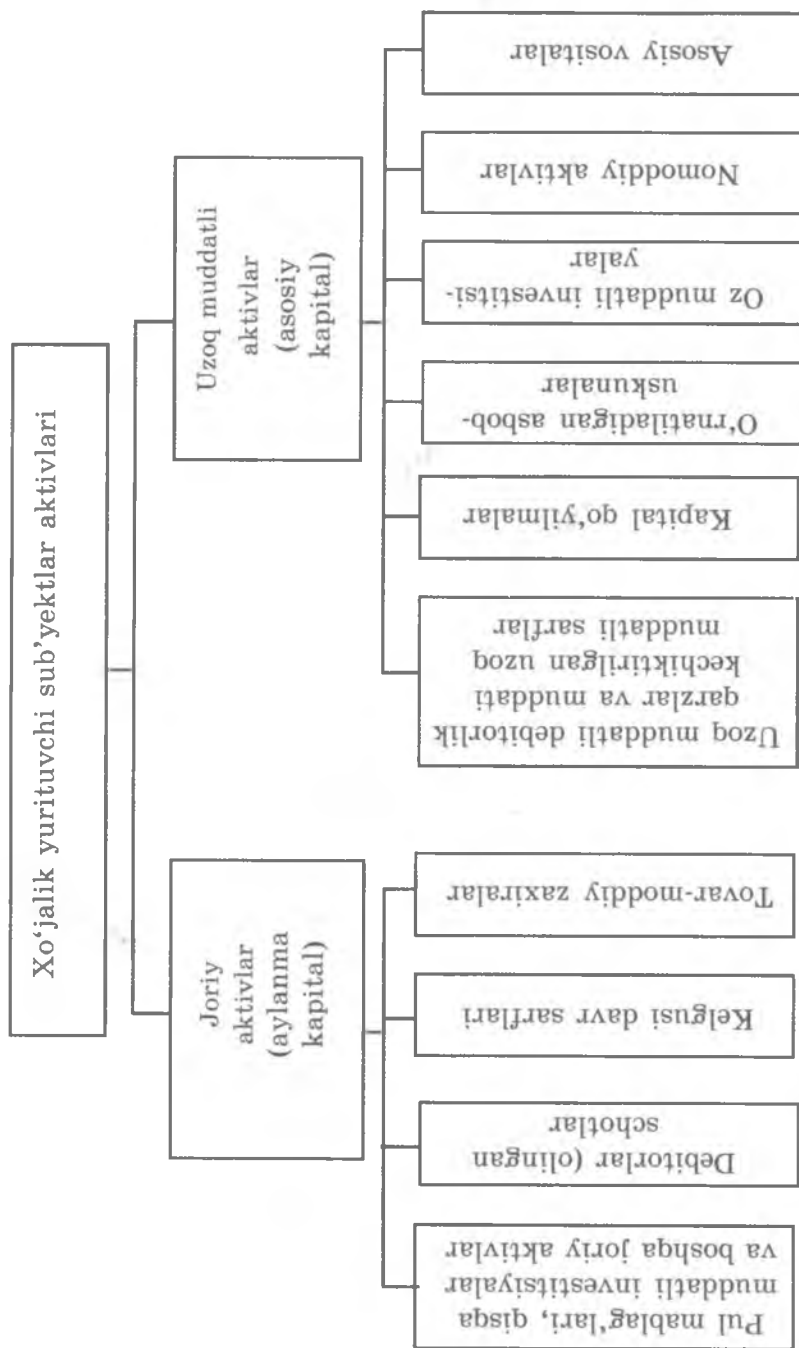 Xo‘jalik yurituvchi sub’yektlar aktivlari
Joriy
aktivlar
(aylanma
kapital)
Uzoq muddatli
aktivlar
(asosiy
kapital)
Pul mablag‘lari, qisqa
muddatli investitsiyalar
va boshqa joriy aktivlar
Debitorlar (olingan
schotlar
Kelgusi davr sarflari
Tovar-moddiy zaxiralar
Uzoq muddatli debitorlik
qarzlar va muddati
kechiktirilgan uzoq
muddatli sarflar
Kapital qo‘yilmalar
O‘rnatiladigan asbob-
uskunalar
Oz muddatli investitsi-
yalar
Nomoddiy aktivlar
Asosiy vositalar